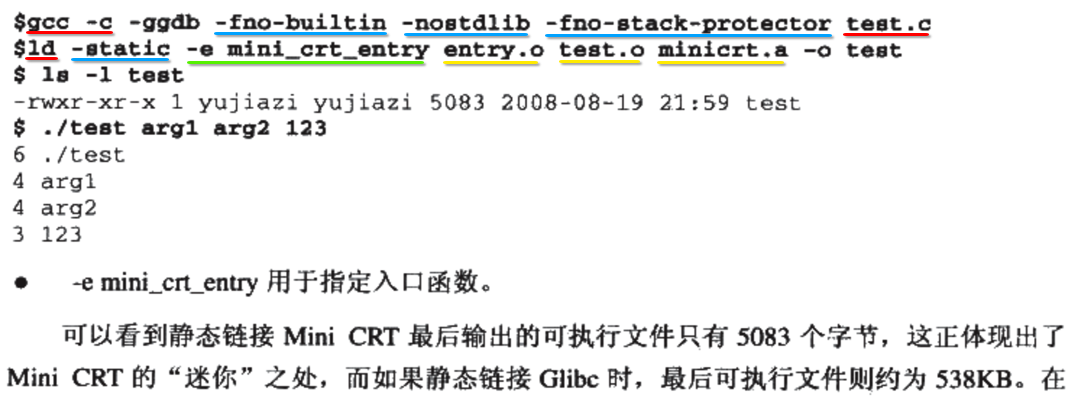 $gcc -c -ggdb -fno-builtin -nostdlib -fno-stack-protector test.c
$ld -static -e mini_crt_entry entry.o test.o minicrt.a -o test
$ ls -l test
-rwxr-xr-x 1 yujiazi yujiazi 5083 2008-08-19 21:59 test
$ ./test arg1 arg2 123
6 ./test
4 arg1
4 arg2
3 123
● -e mini_crt_entry 用于指定入口函数。
可以看到静态链接 Mini CRT 最后输出的可执行文件只有 5083 个字节，这正体现出了
Mini CRT 的“迷你”之处，而如果静态链接 Glibc 时，最后可执行文件则约为 538KB。在